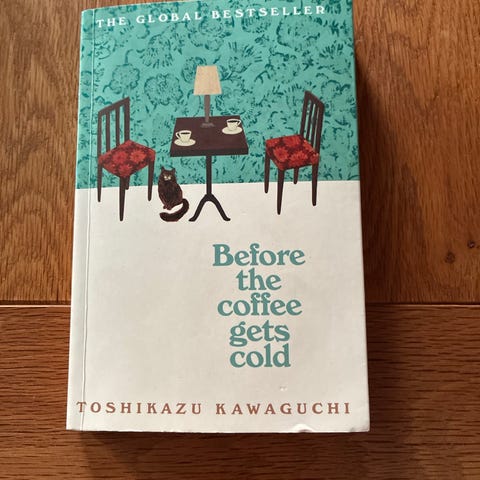 THE GLOBAL BESTSELLER
Before
the
coffee
gets
cold
TOSHIKAZU KAWAGUCHI